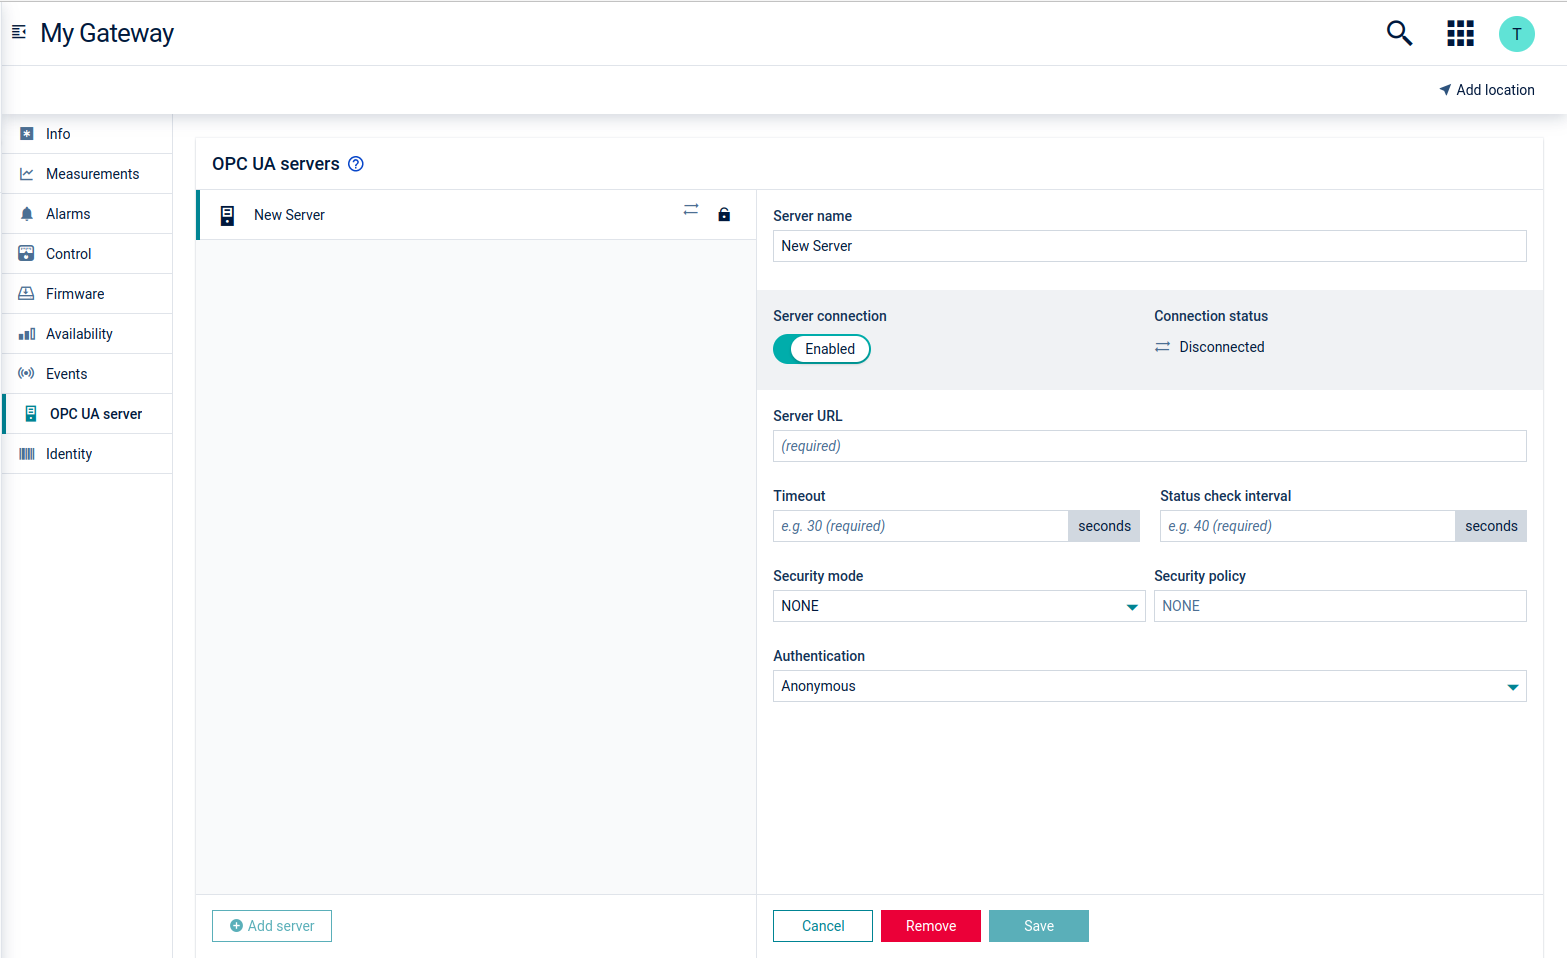 My Gateway
T
Add location
Info
Measurements
Alarms
Control
Firmware
Availability
Events
OPC UA server
Identity
OPC UA servers ?
New Server
Server name
New Server
Server connection
Connection status
Enabled
Disconnected
Server URL
(required)
Timeout
Status check interval
e.g. 30 (required) seconds
e.g. 40 (required) seconds
Security mode
Security policy
NONE
NONE
Authentication
Anonymous
Add server
Cancel
Remove
Save